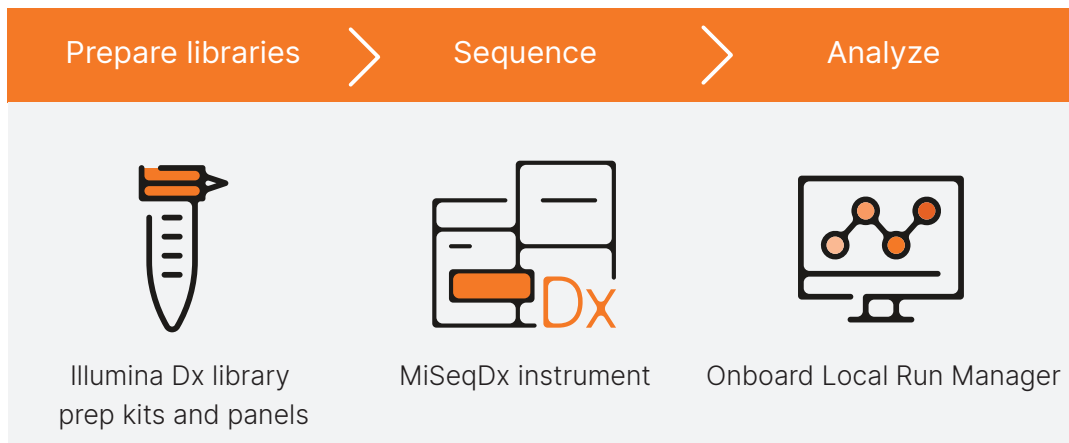 Prepare libraries
Sequence
Analyze
Dx
Illumina Dx library
prep kits and panels
MiSeqDx instrument
Onboard Local Run Manager